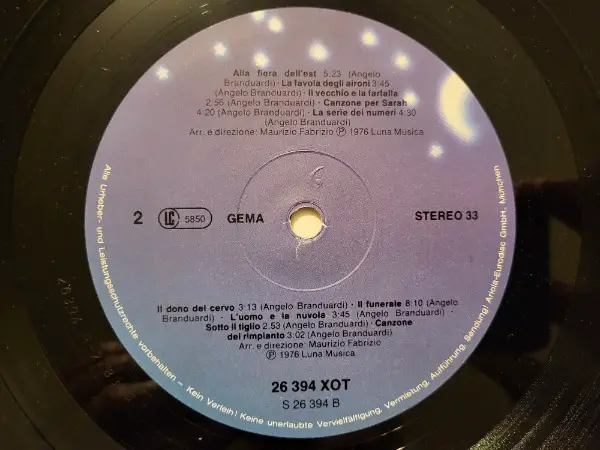 Alla fiera dell'est 5.23 (Angelo
Branduardi) · La favola degli aironi 3:45
(Angelo Branduardi) · Il vecchio e la farfalla
2:56 (Angelo Branduardi) · Canzone per Sarah
4:20 (Angelo Branduardi) · La serie dei numeri 4:30
(Angelo Branduardi)
Arr. e direzione: Maurizio Fabrizio ℗ 1976 Luna Musica
2
LC 5850
GEMA
STEREO 33
Il dono del cervo 3:13 (Angelo Branduardi) · Il funerale 8:10 (Angelo
Branduardi) · L'uomo e la nuvola 3:45 (Angelo Branduardi)
Sotto il tiglio 2.53 (Angelo Branduardi) · Canzone
del rimpianto 3:02 (Angelo Branduardi)
Arr. e direzione: Maurizio Fabrizio
℗ 1976 Luna Musica
26 394 XOT
S 26 394 B
Alle Urheber- und Leistungsschutzrechte vorbehalten – Kein Verleih! Keine unerlaubte Vervielfältigung, Vermietung, Aufführung, Sendung! Ariola-Eurodisc GmbH, München